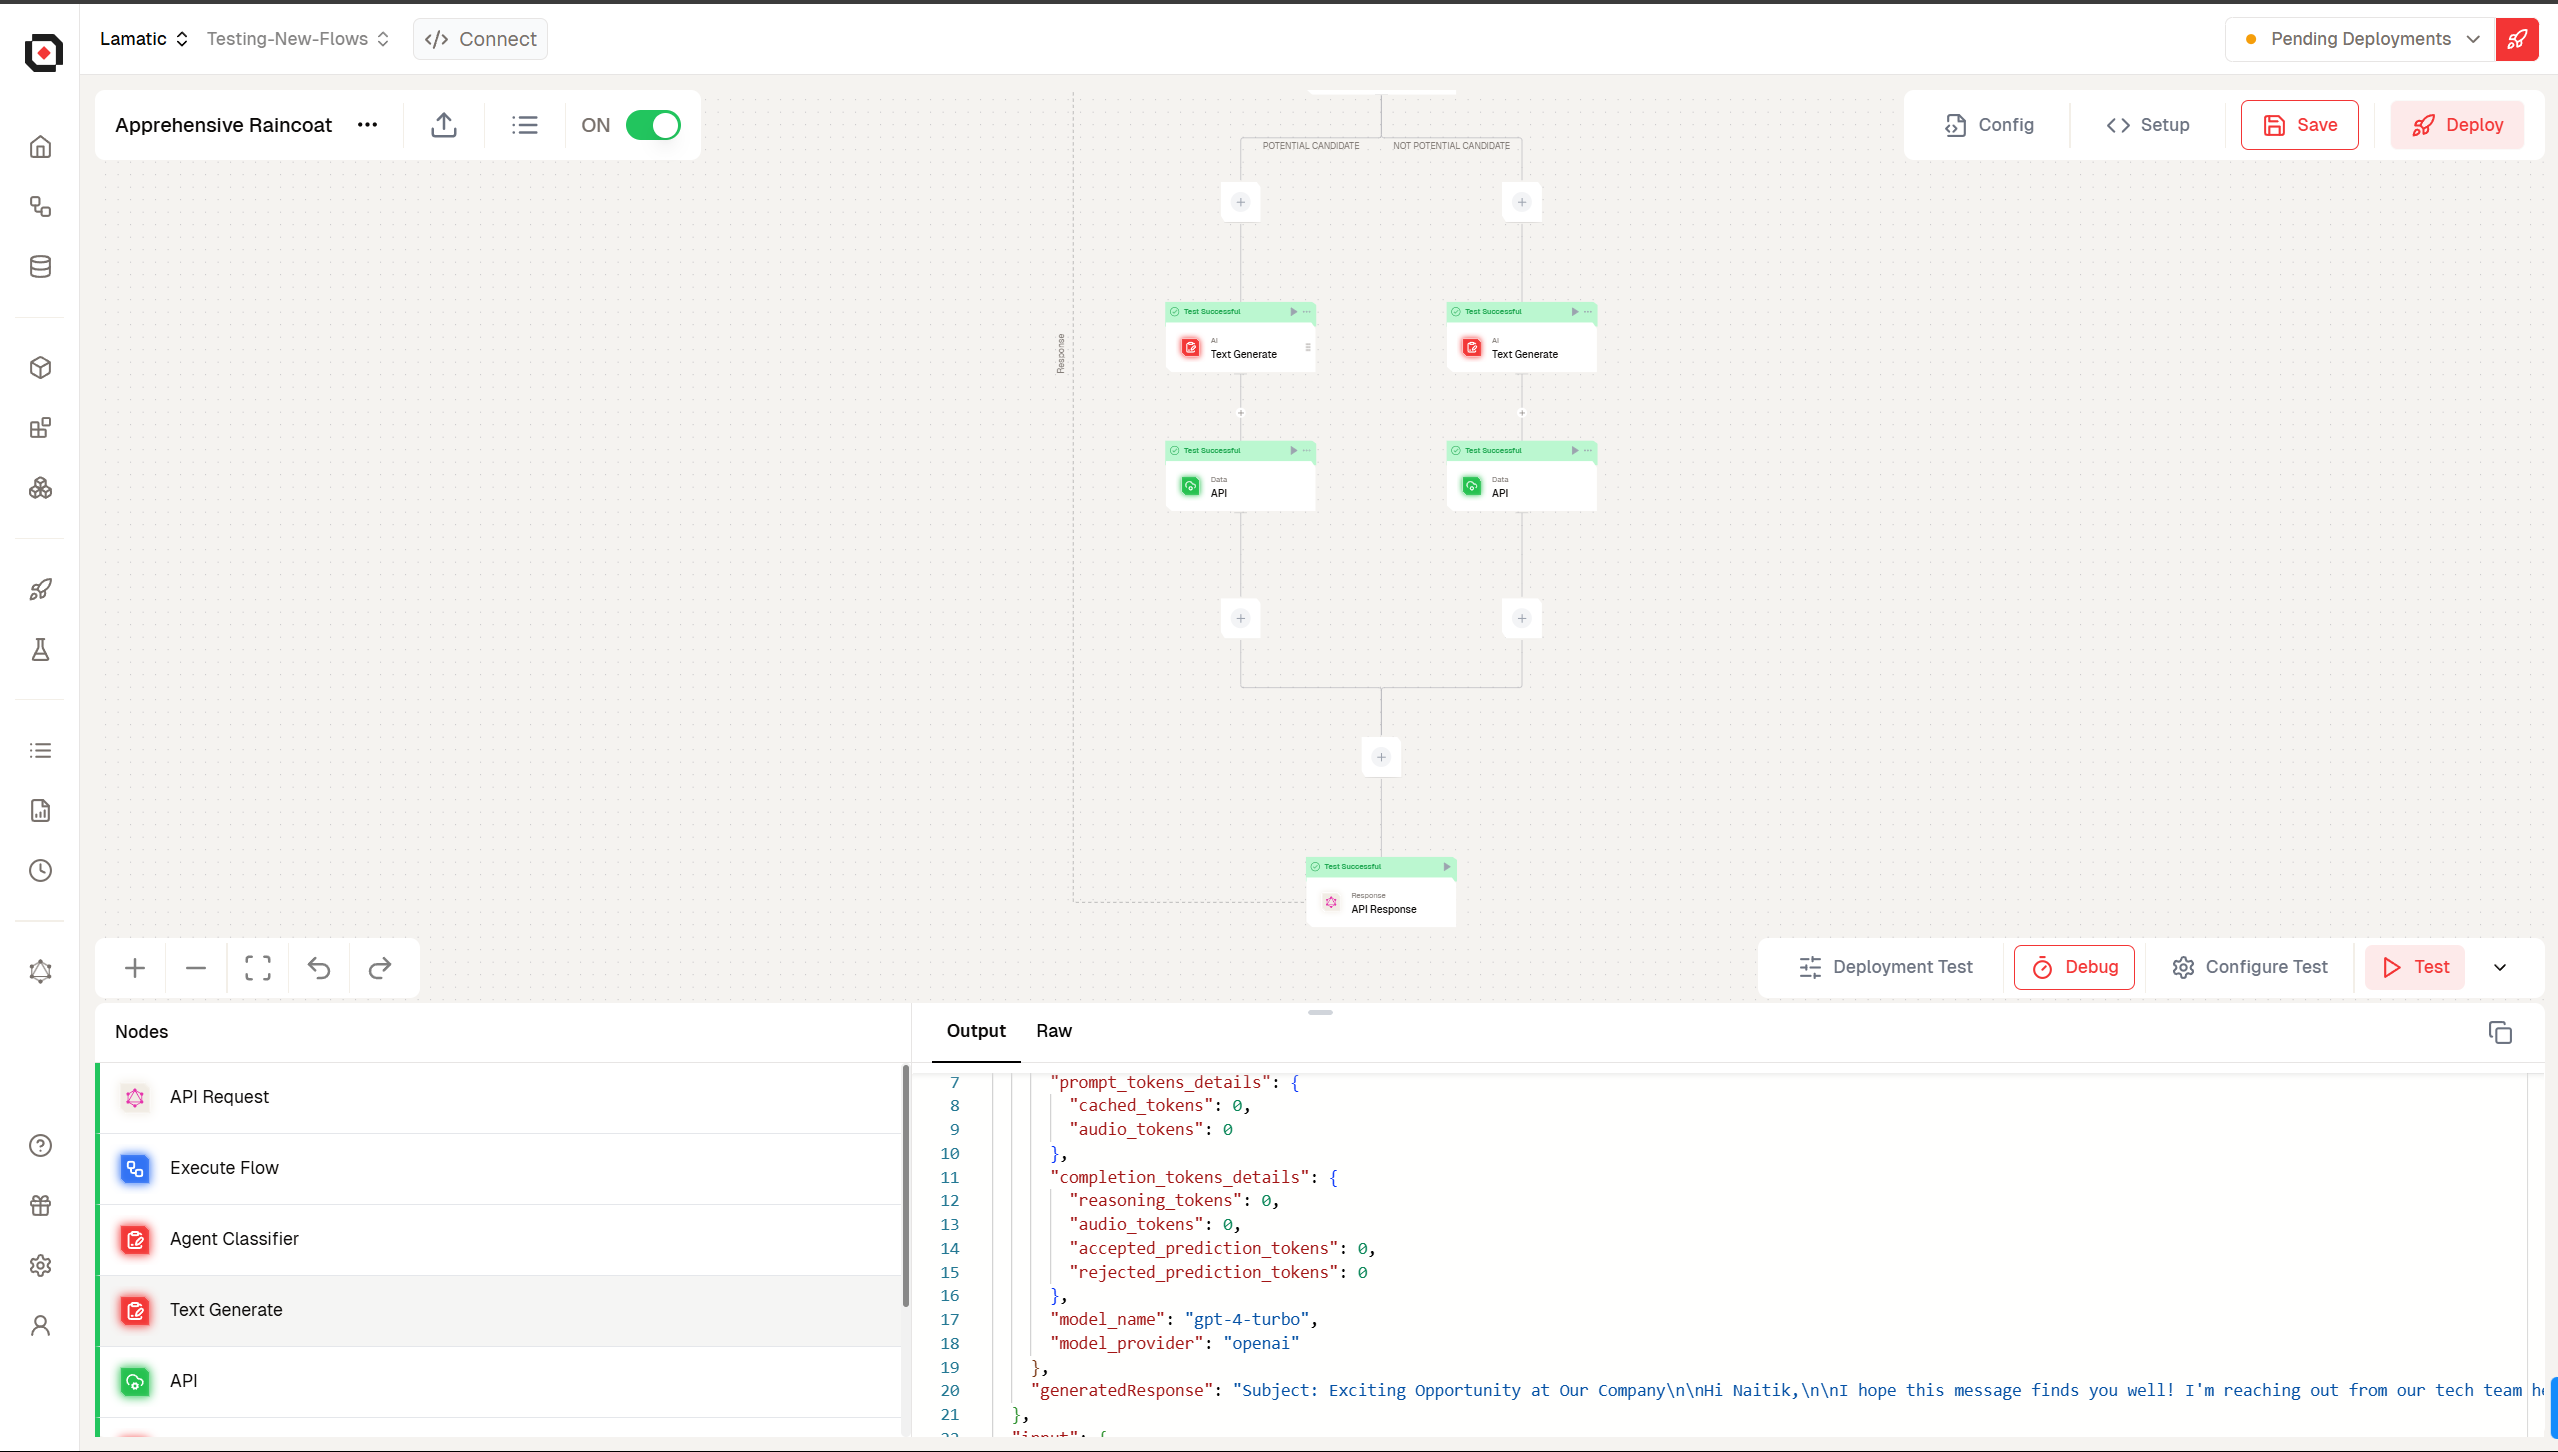 Lamatic
Testing-New-Flows
Connect
Pending Deployments
Apprehensive Raincoat
ON
Config
Setup
Save
Deploy
POTENTIAL CANDIDATE
NOT POTENTIAL CANDIDATE
Response
Test Successful
AI
Text Generate
Test Successful
AI
Text Generate
Test Successful
Data
API
Test Successful
Data
API
Test Successful
Response
API Response
Deployment Test
Debug
Configure Test
Test
Nodes
API Request
Execute Flow
Agent Classifier
Text Generate
API
Output
Raw
7 "prompt_tokens_details": {
8 "cached_tokens": 0,
9 "audio_tokens": 0
10 },
11 "completion_tokens_details": {
12 "reasoning_tokens": 0,
13 "audio_tokens": 0,
14 "accepted_prediction_tokens": 0,
15 "rejected_prediction_tokens": 0
16 },
17 "model_name": "gpt-4-turbo",
18 "model_provider": "openai"
19 },
20 "generatedResponse": "Subject: Exciting Opportunity at Our Company\n\nHi Naitik,\n\nI hope this message finds you well! I'm reaching out from our tech team
21 },
22 "input": {